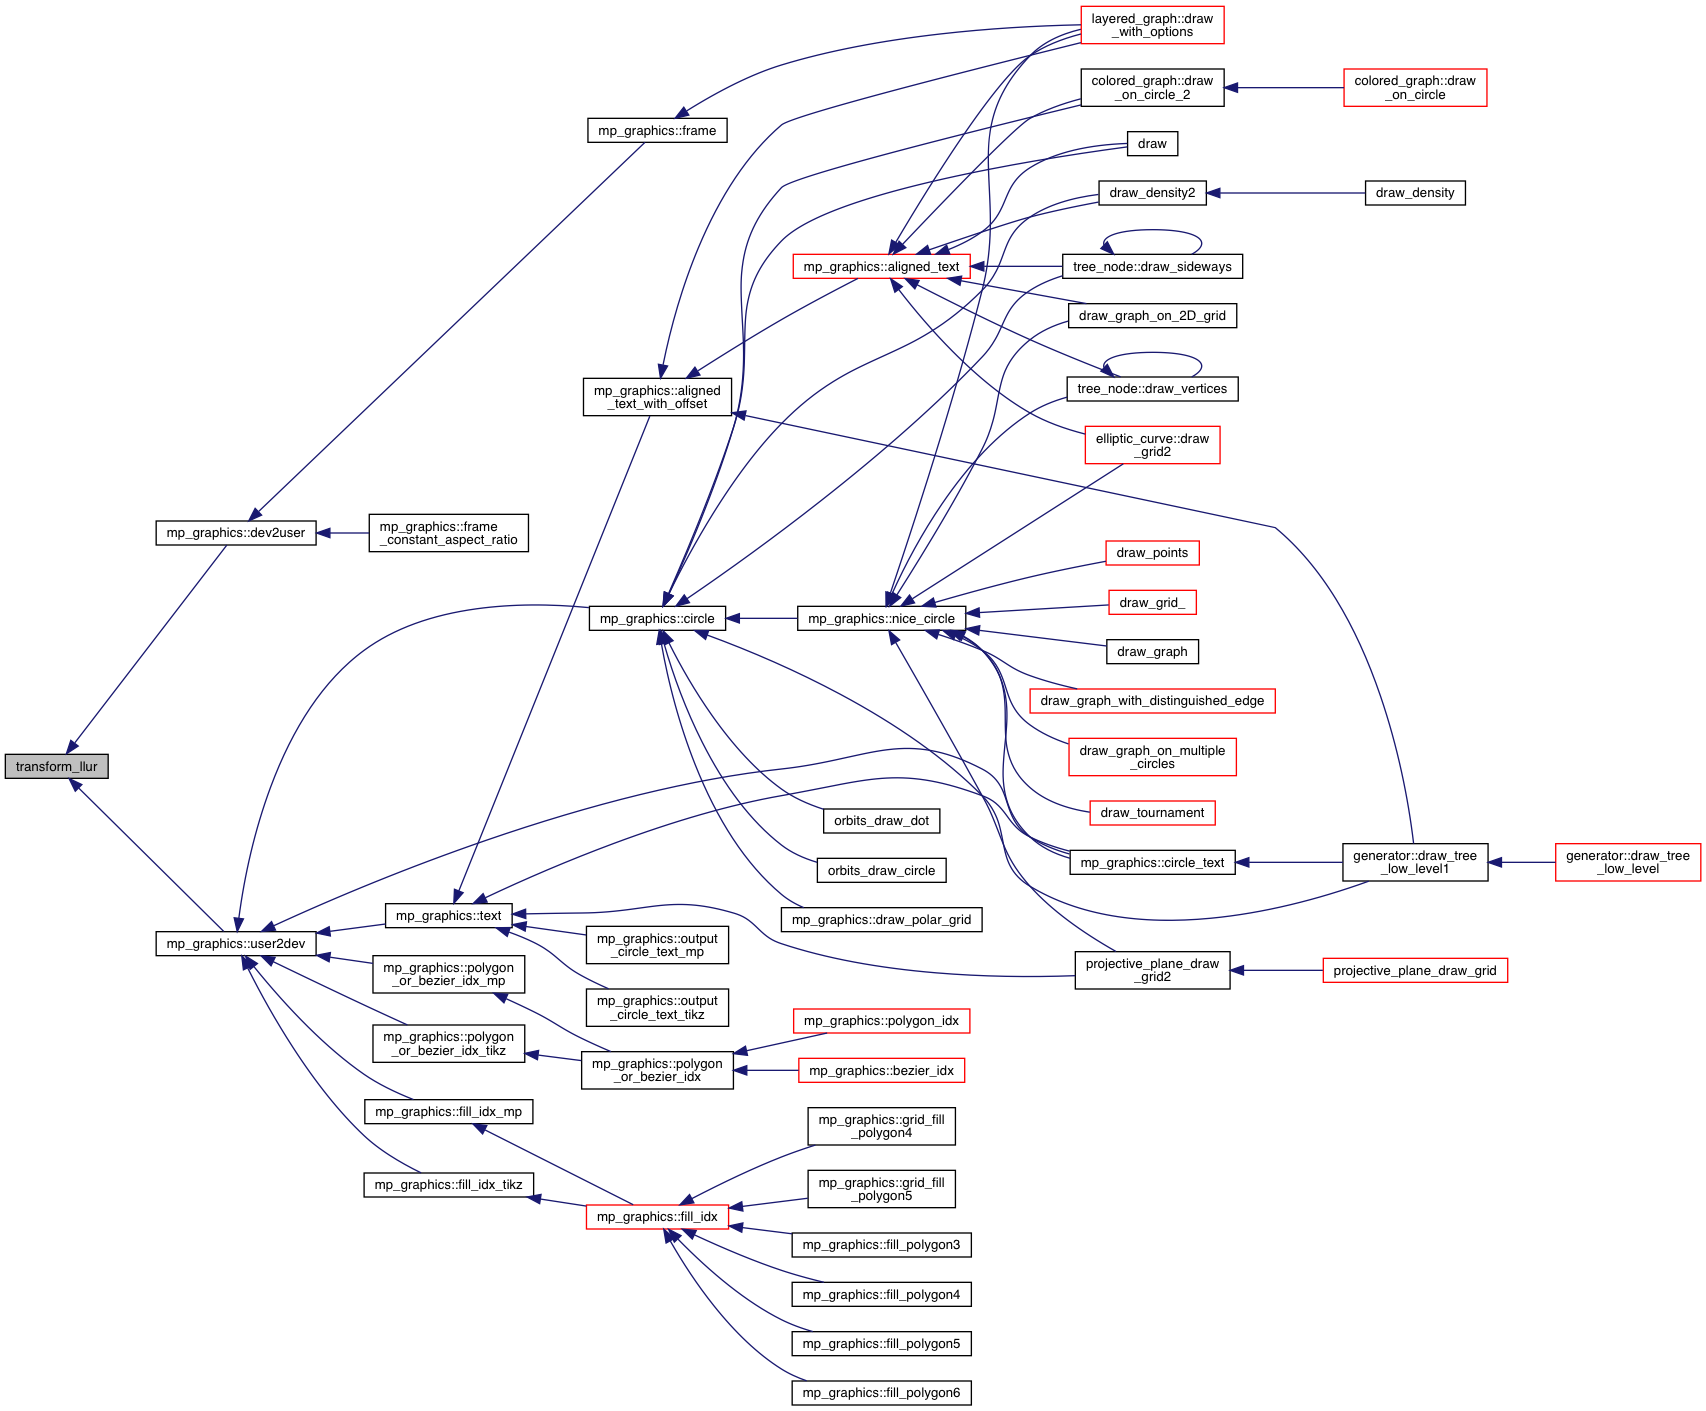 layered_graph::draw
_with_options
colored_graph::draw
_on_circle_2
colored_graph::draw
_on_circle
mp_graphics::frame
draw
draw_density2
draw_density
mp_graphics::aligned_text
tree_node::draw_sideways
draw_graph_on_2D_grid
mp_graphics::aligned
_text_with_offset
tree_node::draw_vertices
elliptic_curve::draw
_grid2
mp_graphics::dev2user
mp_graphics::frame
_constant_aspect_ratio
draw_points
draw_grid_
mp_graphics::circle
mp_graphics::nice_circle
draw_graph
draw_graph_with_distinguished_edge
draw_graph_on_multiple
_circles
transform_llur
draw_tournament
orbits_draw_dot
mp_graphics::circle_text
generator::draw_tree
_low_level1
generator::draw_tree
_low_level
orbits_draw_circle
mp_graphics::text
mp_graphics::draw_polar_grid
mp_graphics::user2dev
mp_graphics::output
_circle_text_mp
mp_graphics::polygon
_or_bezier_idx_mp
projective_plane_draw
_grid2
projective_plane_draw_grid
mp_graphics::output
_circle_text_tikz
mp_graphics::polygon_idx
mp_graphics::polygon
_or_bezier_idx_tikz
mp_graphics::polygon
_or_bezier_idx
mp_graphics::bezier_idx
mp_graphics::fill_idx_mp
mp_graphics::grid_fill
_polygon4
mp_graphics::fill_idx_tikz
mp_graphics::grid_fill
_polygon5
mp_graphics::fill_idx
mp_graphics::fill_polygon3
mp_graphics::fill_polygon4
mp_graphics::fill_polygon5
mp_graphics::fill_polygon6